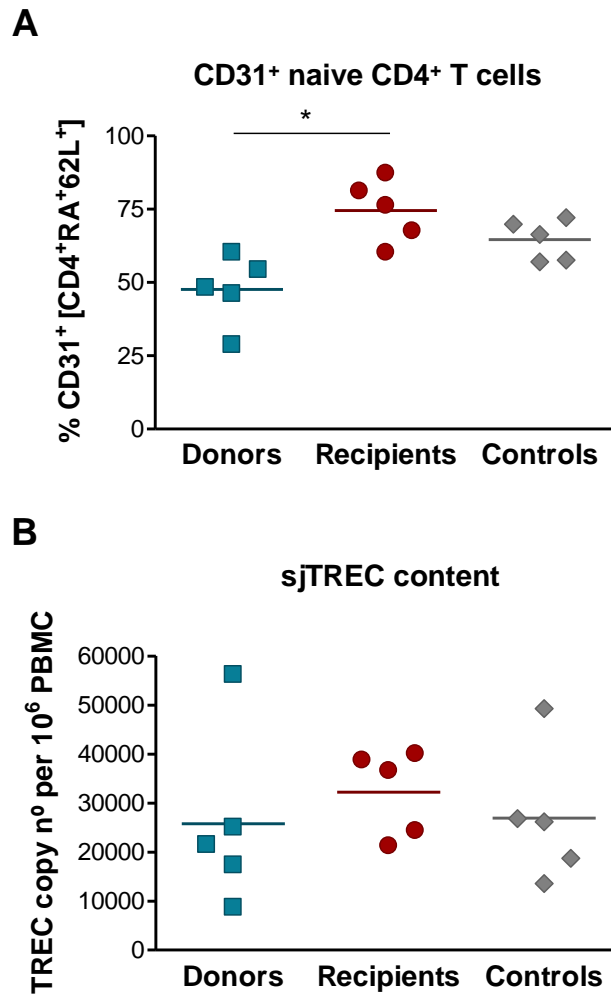 A
CD31⁺ naive CD4⁺ T cells
% CD31⁺ [CD4⁺RA⁺62L⁺]
100
75
50
25
0
*
Donors Recipients Controls
B
sjTREC content
TREC copy nº per 10⁶ PBMC
60000
50000
40000
30000
20000
10000
0
Donors Recipients Controls